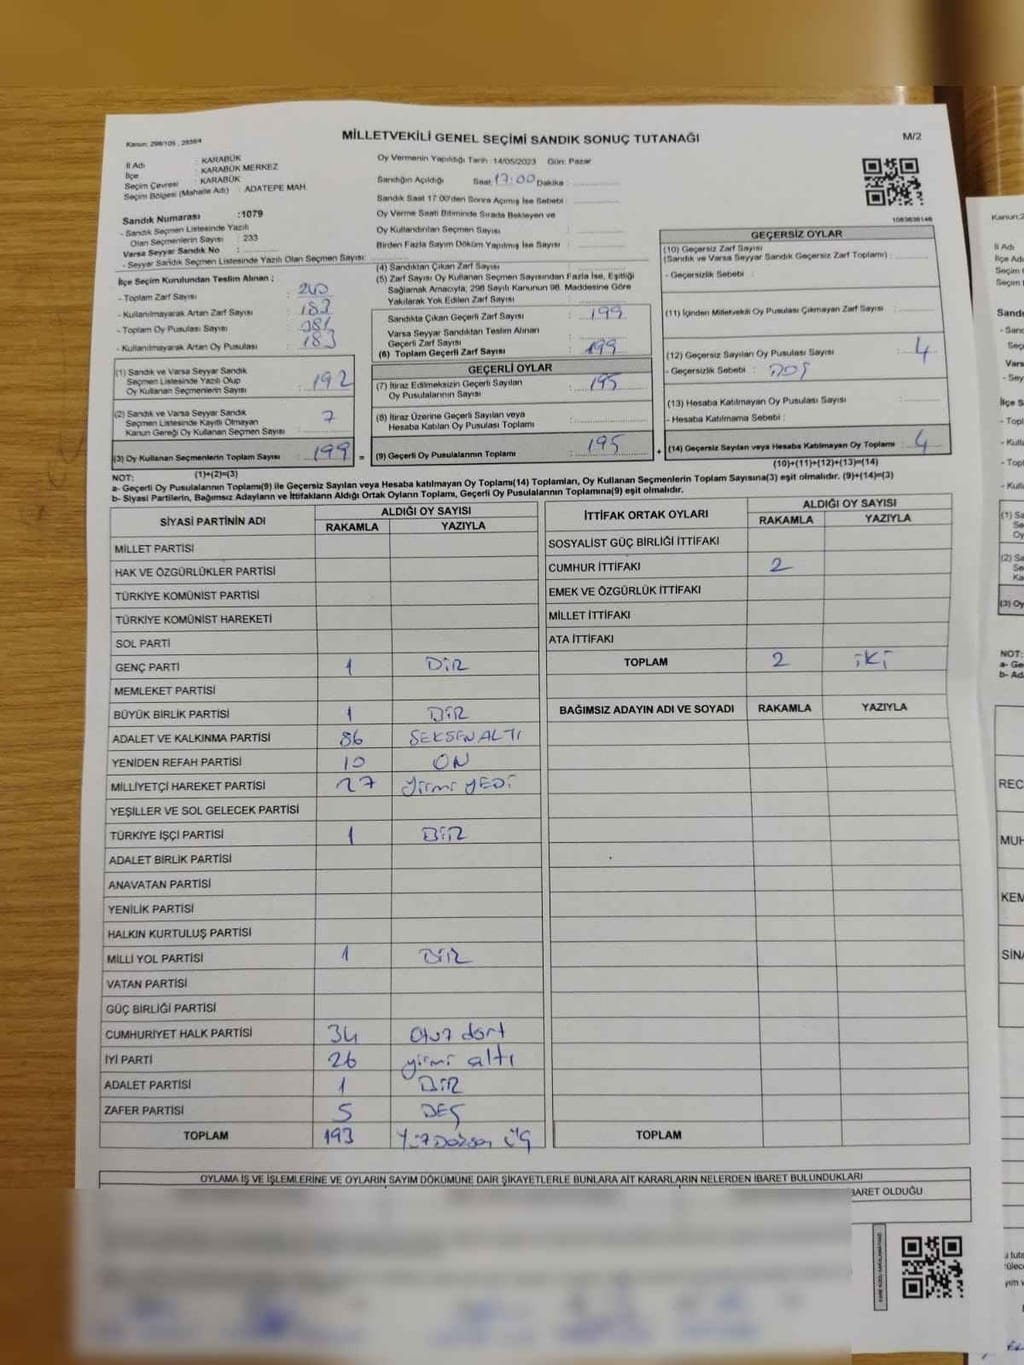 Kanun: 298/105, 28584
MİLLETVEKİLİ GENEL SEÇİMİ SANDIK SONUÇ TUTANAĞI
M/2
İl Adı : KARABÜK
İlçe : KARABÜK MERKEZ
Seçim Çevresi : KARABÜK
Seçim Bölgesi (Mahalle Adı) : ADATEPE MAH.
Sandık Numarası :1079
- Sandık Seçmen Listesinde Yazılı
Olan Seçmenlerin Sayısı : 233
Varsa Seyyar Sandık No :
- Seyyar Sandık Seçmen Listesinde Yazılı Olan Seçmen Sayısı:
Oy Vermenin Yapıldığı Tarih :14/05/2023 Gün: Pazar
Sandığın Açıldığı Saat 17:00 Dakika :
Sandık Saat 17:00'den Sonra Açılmış İse Sebebi :
Oy Verme Saati Bitiminde Sırada Bekleyen ve
Oy Kullandırılan Seçmen Sayısı :
Birden Fazla Sayım Döküm Yapılmış İse Sayısı :
1083636146
İlçe Seçim Kurulundan Teslim Alınan ;
- Toplam Zarf Sayısı : 240
- Kullanılmayarak Artan Zarf Sayısı :
- Toplam Oy Pusulası Sayısı :
- Kullanılmayarak Artan Oy Pusulası : 183
(4) Sandıktan Çıkan Zarf Sayısı :
(5) Zarf Sayısı Oy Kullanan Seçmen Sayısından Fazla İse, Eşitliği
Sağlamak Amacıyla, 298 Sayılı Kanunun 98. Maddesine Göre
Yakılarak Yok Edilen Zarf Sayısı :
Sandıkta Çıkan Geçerli Zarf Sayısı : 199
Varsa Seyyar Sandıktan Teslim Alınan
Geçerli Zarf Sayısı :
(6) Toplam Geçerli Zarf Sayısı : 199
GEÇERSİZ OYLAR
(10) Geçersiz Zarf Sayısı
(Sandık ve Varsa Seyyar Sandık Geçersiz Zarf Toplamı) :
- Geçersizlik Sebebi :
(11) İçinden Milletvekili Oy Pusulası Çıkmayan Zarf Sayısı :
(12) Geçersiz Sayılan Oy Pusulası Sayısı : 4
- Geçersizlik Sebebi : BOŞ
(13) Hesaba Katılmayan Oy Pusulası Sayısı :
- Hesaba Katılmama Sebebi :
(14) Geçersiz Sayılan veya Hesaba Katılmayan Oy Toplamı : 4
(10)+(11)+(12)+(13)=(14)
(1) Sandık ve Varsa Seyyar Sandık
Seçmen Listesinde Yazılı Olup
Oy Kullanan Seçmenlerin Sayısı : 192
(2) Sandık ve Varsa Seyyar Sandık
Seçmen Listesinde Kayıtlı Olmayan
Kanun Gereği Oy Kullanan Seçmen Sayısı : 7
(3) Oy Kullanan Seçmenlerin Toplam Sayısı : 199 =
(1)+(2)=(3)
GEÇERLİ OYLAR
(7) İtiraz Edilmeksizin Geçerli Sayılan
Oy Pusulalarının Sayısı : 195
(8) İtiraz Üzerine Geçerli Sayılan veya
Hesaba Katılan Oy Pusulası Toplamı :
(9) Geçerli Oy Pusulalarının Toplamı : 195 +
NOT:
a- Geçerli Oy Pusulalarının Toplamı(9) ile Geçersiz Sayılan veya Hesaba katılmayan Oy Toplamı(14) Toplamları, Oy Kullanan Seçmenlerin Toplam Sayısına(3) eşit olmalıdır. (9)+(14)=(3)
b- Siyasi Partilerin, Bağımsız Adayların ve İttifakların Aldığı Ortak Oyların Toplamı, Geçerli Oy Pusulalarının Toplamına(9) eşit olmalıdır.
SİYASİ PARTİNİN ADI ALDIĞI OY SAYISI
RAKAMLA YAZIYLA
MİLLET PARTİSİ
HAK VE ÖZGÜRLÜKLER PARTİSİ
TÜRKİYE KOMÜNİST PARTİSİ
TÜRKİYE KOMÜNİST HAREKETİ
SOL PARTİ
GENÇ PARTİ 1 BİR
MEMLEKET PARTİSİ
BÜYÜK BİRLİK PARTİSİ 1 BİR
ADALET VE KALKINMA PARTİSİ 86 SEKSENALTI
YENİDEN REFAH PARTİSİ 10 ON
MİLLİYETÇİ HAREKET PARTİSİ 27 yirmi YEDİ
YEŞİLLER VE SOL GELECEK PARTİSİ
TÜRKİYE İŞÇİ PARTİSİ 1 BİR
ADALET BİRLİK PARTİSİ
ANAVATAN PARTİSİ
YENİLİK PARTİSİ
HALKIN KURTULUŞ PARTİSİ
MİLLİ YOL PARTİSİ 1 BİR
VATAN PARTİSİ
GÜÇ BİRLİĞİ PARTİSİ
CUMHURİYET HALK PARTİSİ 34 otuz dört
İYİ PARTİ 26 yirmi altı
ADALET PARTİSİ 1 BİR
ZAFER PARTİSİ 5 BEŞ
TOPLAM 193 Yüz Doksan üç
İTTİFAK ORTAK OYLARI ALDIĞI OY SAYISI
RAKAMLA YAZIYLA
SOSYALİST GÜÇ BİRLİĞİ İTTİFAKI
CUMHUR İTTİFAKI 2
EMEK VE ÖZGÜRLÜK İTTİFAKI
MİLLET İTTİFAKI
ATA İTTİFAKI
TOPLAM 2 iKi
BAĞIMSIZ ADAYIN ADI VE SOYADI RAKAMLA YAZIYLA
TOPLAM
OYLAMA İŞ VE İŞLEMLERİNE VE OYLARIN SAYIM DÖKÜMÜNE DAİR ŞİKAYETLERLE BUNLARA AİT KARARLARIN NELERDEN İBARET BULUNDUKLARI
BARET OLDUĞU